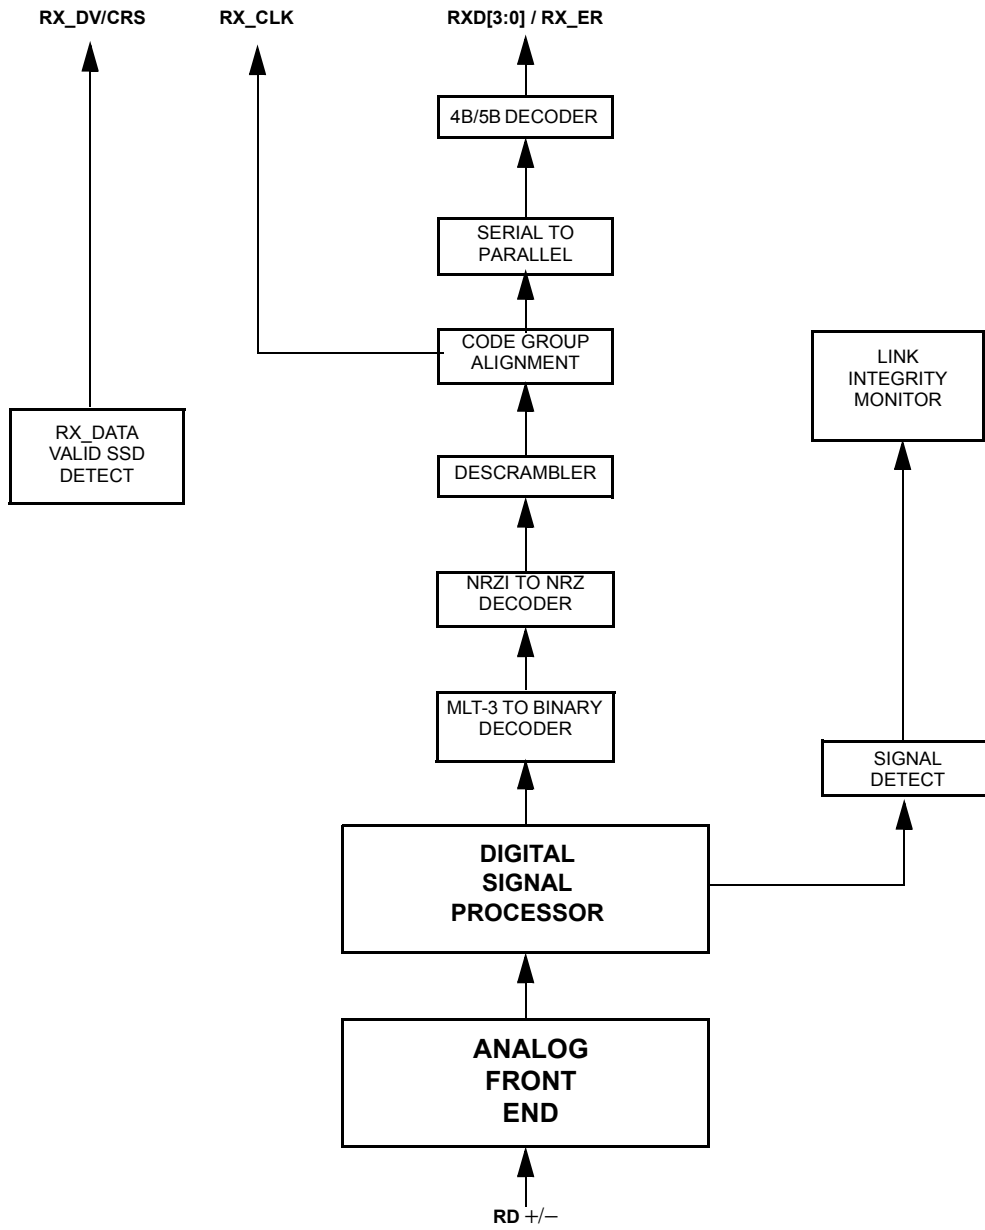 RX_DV/CRS
RX_CLK
RXD[3:0] / RX_ER
4B/5B DECODER
SERIAL TO
PARALLEL
CODE GROUP
ALIGNMENT
LINK
INTEGRITY
MONITOR
RX_DATA
VALID SSD
DETECT
DESCRAMBLER
NRZI TO NRZ
DECODER
MLT-3 TO BINARY
DECODER
SIGNAL
DETECT
DIGITAL
SIGNAL
PROCESSOR
ANALOG
FRONT
END
RD +/−